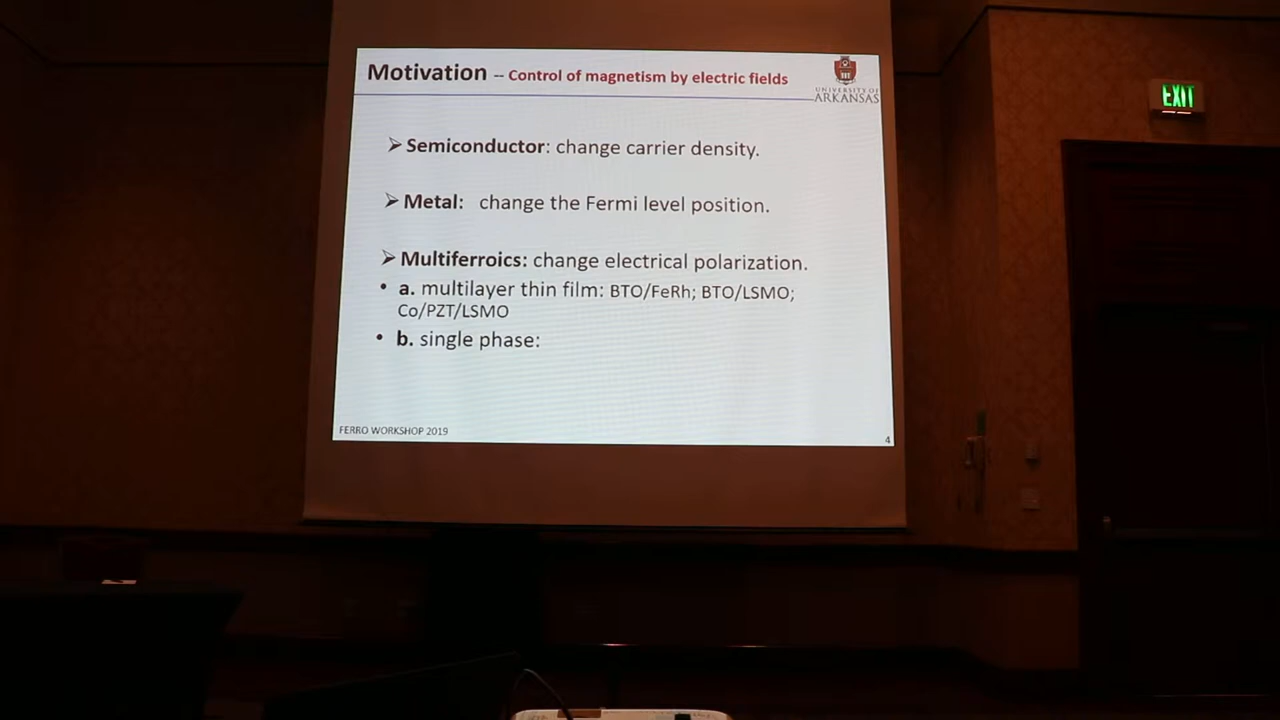 Motivation -- Control of magnetism by electric fields
UNIVERSITY OF
ARKANSAS
EXIT
➢ Semiconductor: change carrier density.
➢ Metal: change the Fermi level position.
➢ Multiferroics: change electrical polarization.
• a. multilayer thin film: BTO/FeRh; BTO/LSMO;
Co/PZT/LSMO
• b. single phase:
FERRO WORKSHOP 2019
4